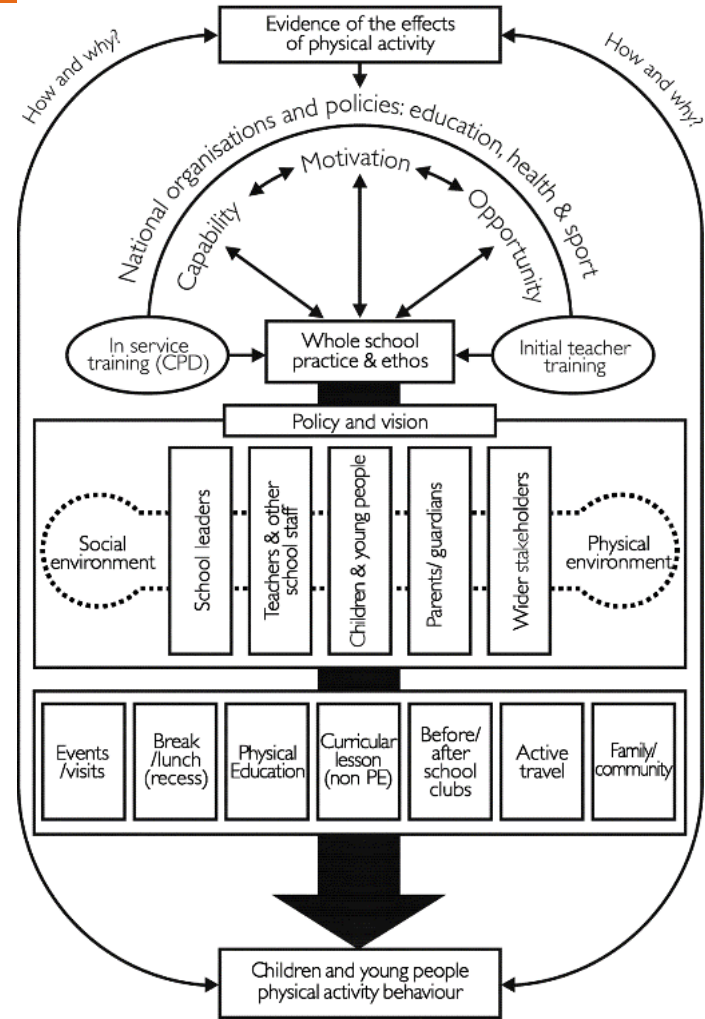 Evidence of the effects
of physical activity
How and why?
How and why?
National organisations and policies: education, health & sport
Motivation
Capability
Opportunity
In service
training (CPD)
Whole school
practice & ethos
Initial teacher
training
Policy and vision
Social
environment
School leaders
Teachers & other
school staff
Children & young people
Parents/ guardians
Wider stakeholders
Physical
environment
Events
/visits
Break
/lunch
(recess)
Physical
Education
Curricular
lesson
(non PE)
Before/
after
school
clubs
Active
travel
Family/
community
Children and young people
physical activity behaviour